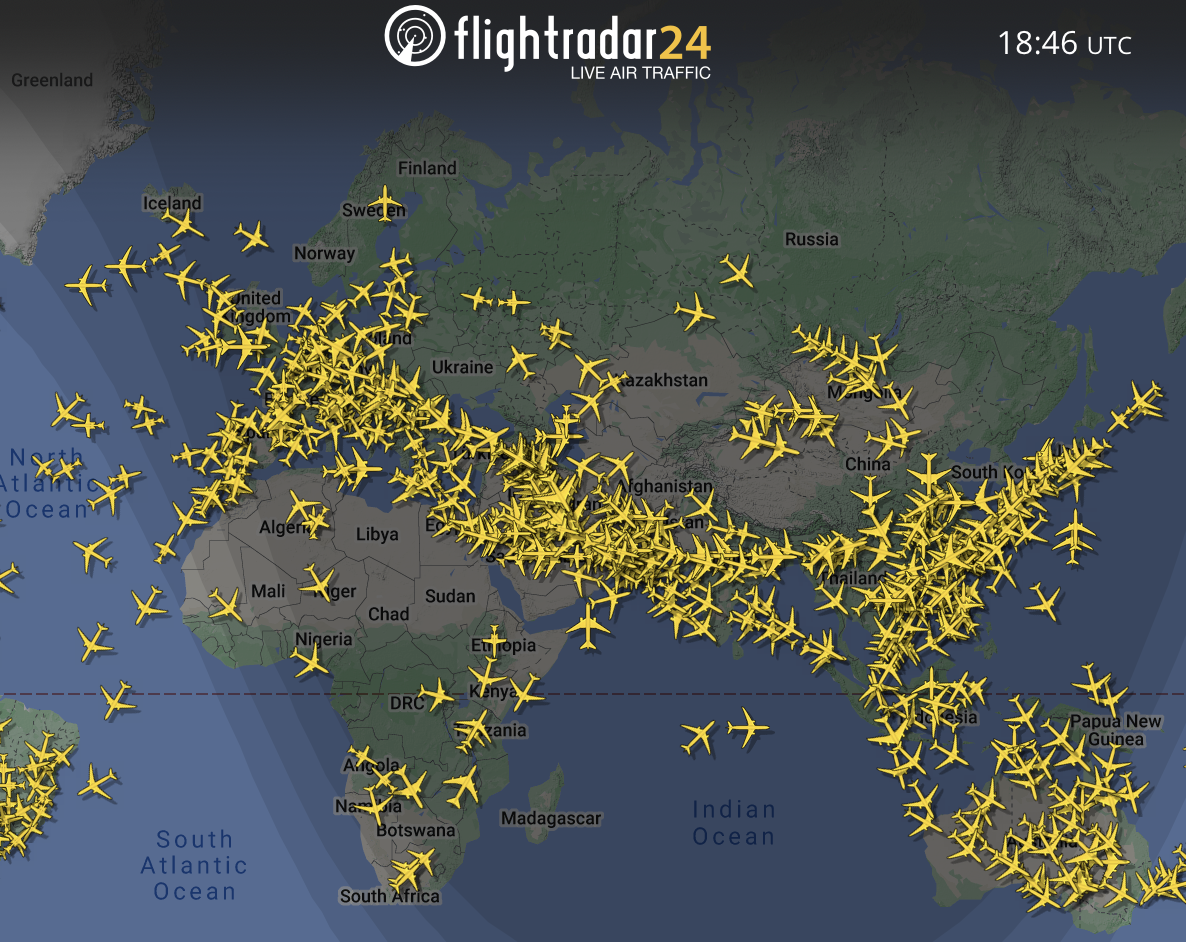 flightradar24
LIVE AIR TRAFFIC
18:46 UTC
Greenland
Finland
Iceland
Sweden
Russia
Norway
United
Kingdom
Ukraine
Kazakhstan
Mongolia
North
Atlantic
Ocean
China
South Kor
Afghanistan
Algeri
Libya
Thailand
Mali
Niger
Sudan
Chad
Nigeria
Ethiopia
DRC
Kenya
Indonesia
Papua New
Guinea
Tanzania
Angola
Namibia
Botswana
Madagascar
Indian
Ocean
South
Atlantic
Ocean
South Africa